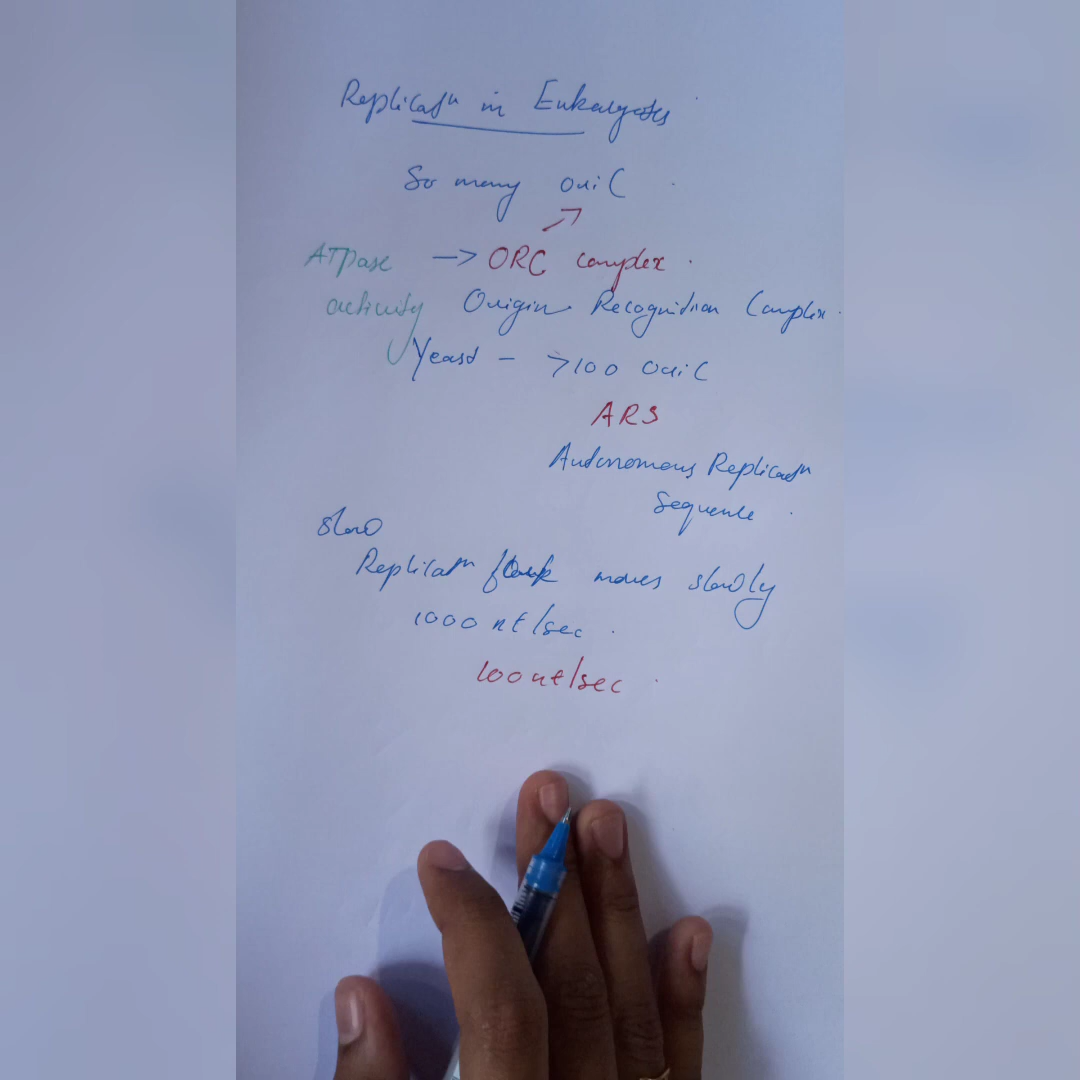 Replicatⁿ in Eukaryotes
So many OriC
ATPase → ORC complex.
activity Origin Recognition Complex.
Yeast - >100 OriC
ARS
Autonomous Replicatⁿ
Sequence
slow
Replicatⁿ fork moves slowly
1000 nt/sec.
100 nt/sec